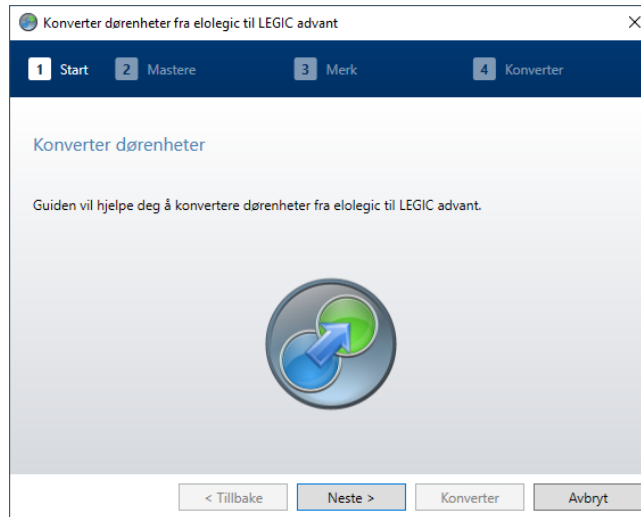 Konverter dørenheter fra elolegic til LEGIC advant
1 Start 2 Mastere 3 Merk 4 Konverter
Konverter dørenheter
Guiden vil hjelpe deg å konvertere dørenheter fra elolegic til LEGIC advant.
< Tillbake Neste > Konverter Avbryt